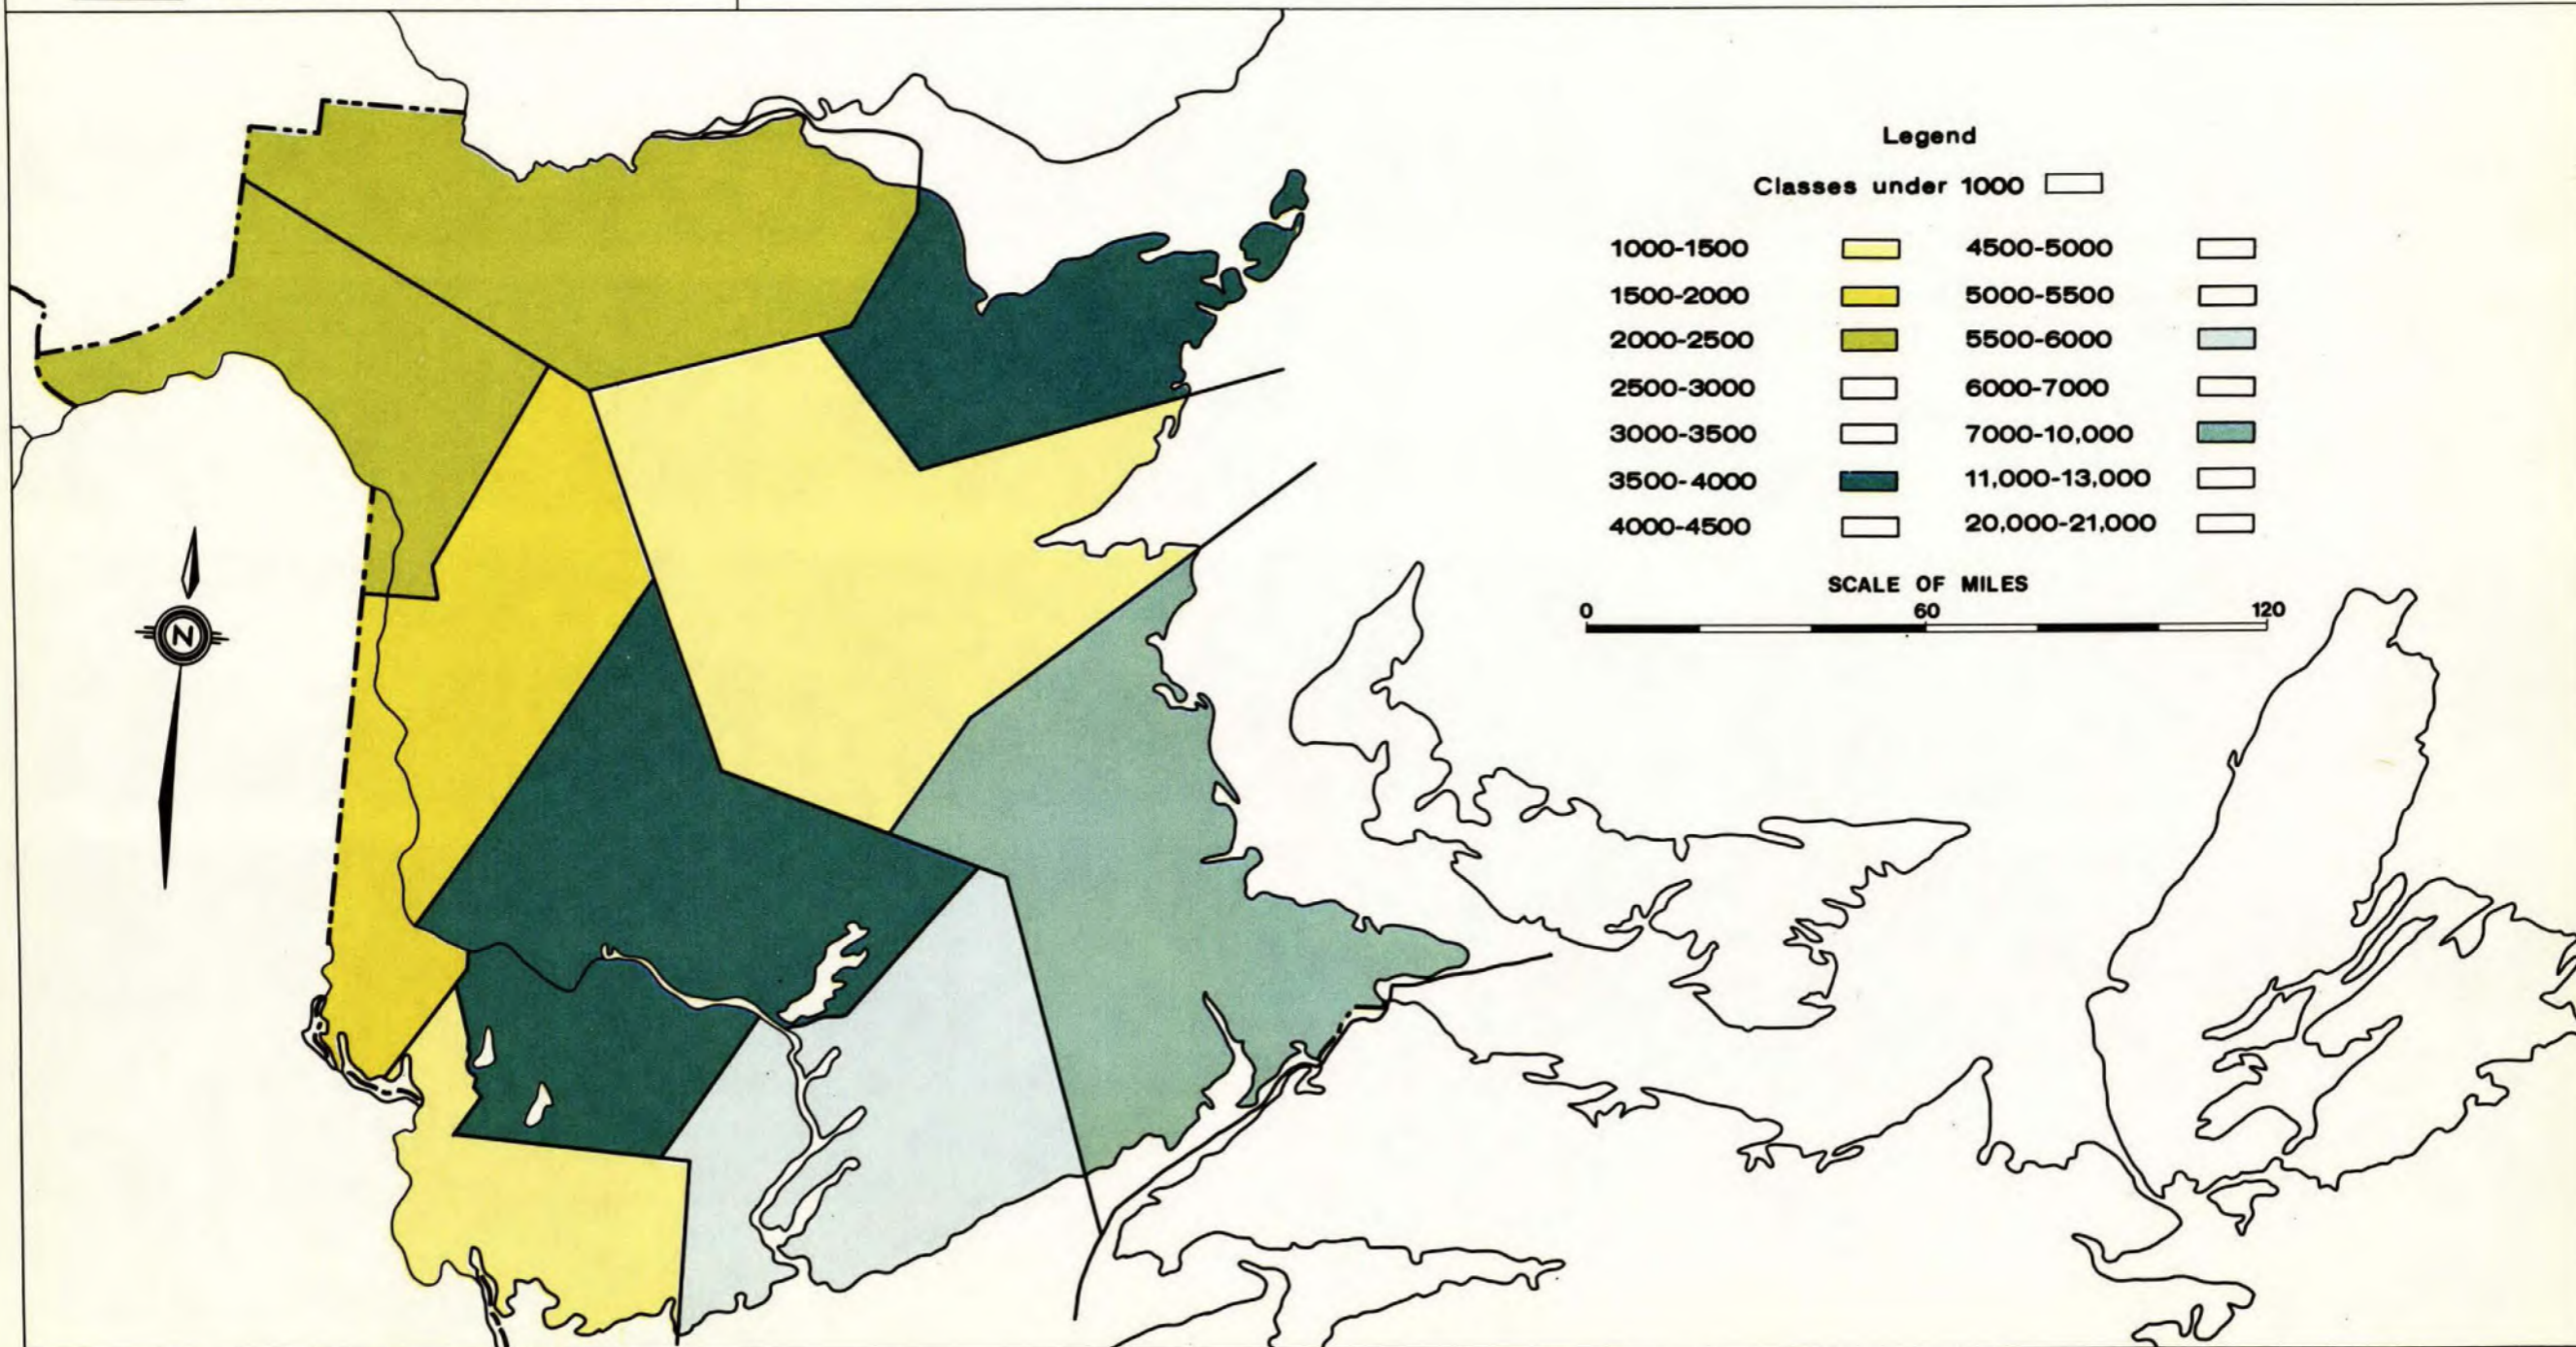 Legend
Classes under 1000
1000-1500 4500-5000
1500-2000 5000-5500
2000-2500 5500-6000
2500-3000 6000-7000
3000-3500 7000-10,000
3500-4000 11,000-13,000
4000-4500 20,000-21,000
SCALE OF MILES
0 60 120
N